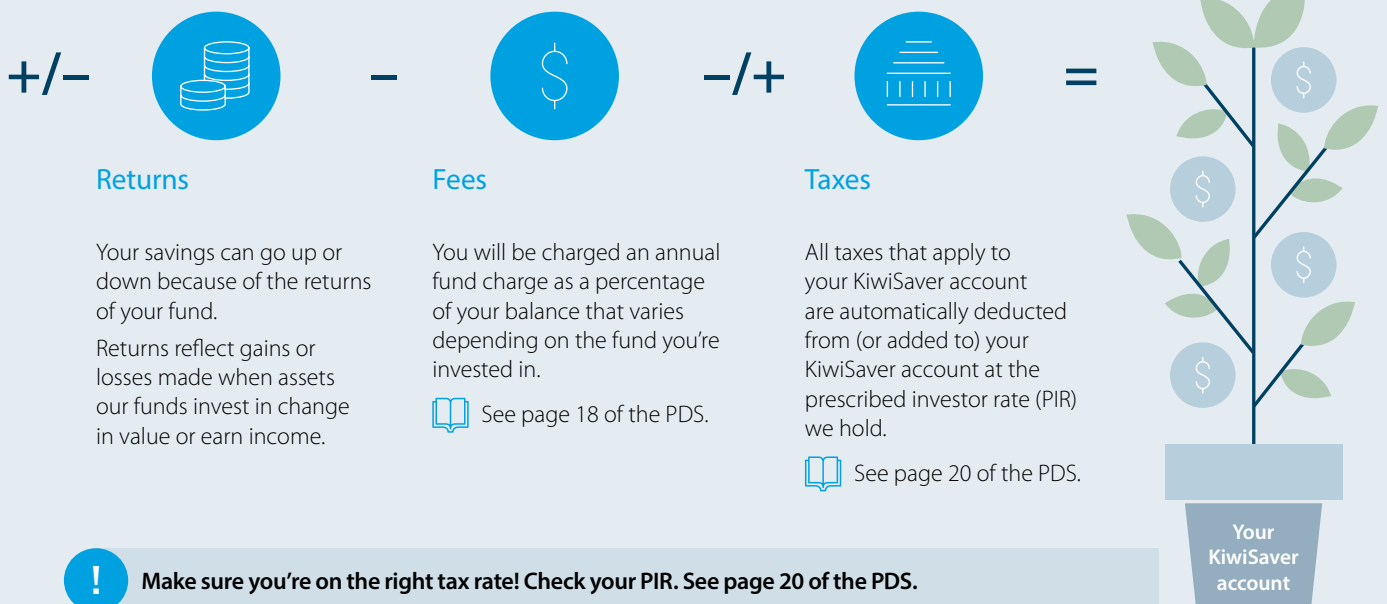 +/–
$
–
–/+
=
Returns
Your savings can go up or
down because of the returns
of your fund.
Returns reflect gains or
losses made when assets
our funds invest in change
in value or earn income.
Fees
You will be charged an annual
fund charge as a percentage
of your balance that varies
depending on the fund you’re
invested in.
See page 18 of the PDS.
Taxes
All taxes that apply to
your KiwiSaver account
are automatically deducted
from (or added to) your
KiwiSaver account at the
prescribed investor rate (PIR)
we hold.
See page 20 of the PDS.
$
$
$
$
Your
KiwiSaver
account
!
Make sure you’re on the right tax rate! Check your PIR. See page 20 of the PDS.